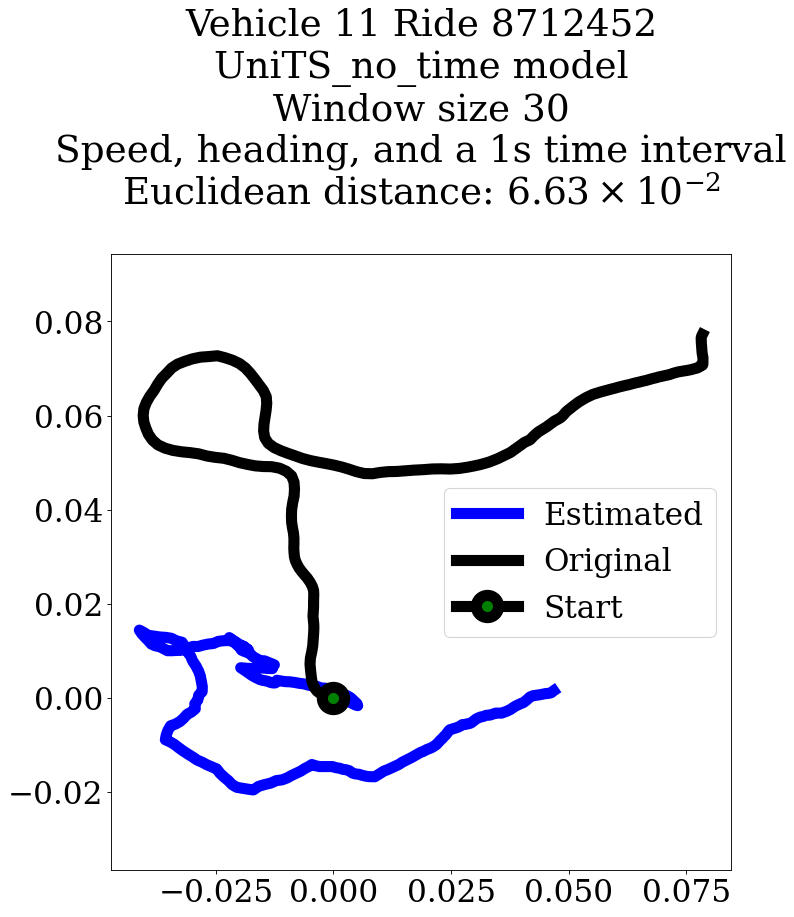 Vehicle 11 Ride 8712452
UniTS_no_time model
Window size 30
Speed, heading, and a 1s time interval
Euclidean distance: 6.63 × 10⁻²
0.08
0.06
0.04
0.02
0.00
−0.02
Estimated
Original
Start
−0.025 0.000 0.025 0.050 0.075